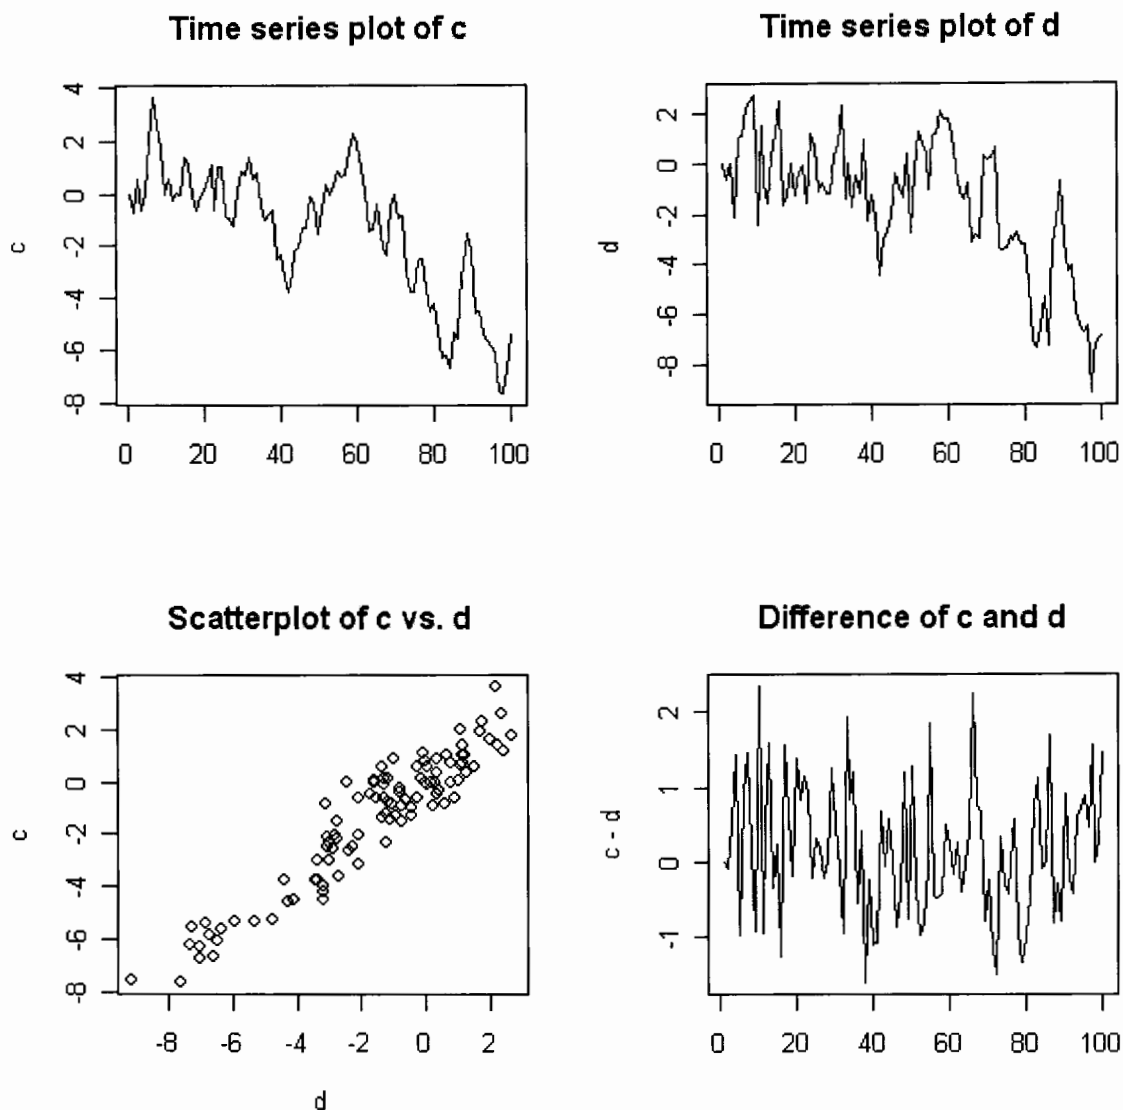 Time series plot of c
4
2
0
-2
-4
-6
-8
c
0 20 40 60 80 100
Time series plot of d
2
0
-2
-4
-6
-8
d
0 20 40 60 80 100
Scatterplot of c vs. d
4
2
0
-2
-4
-6
-8
c
-8 -6 -4 -2 0 2
d
Difference of c and d
2
1
0
-1
c - d
0 20 40 60 80 100